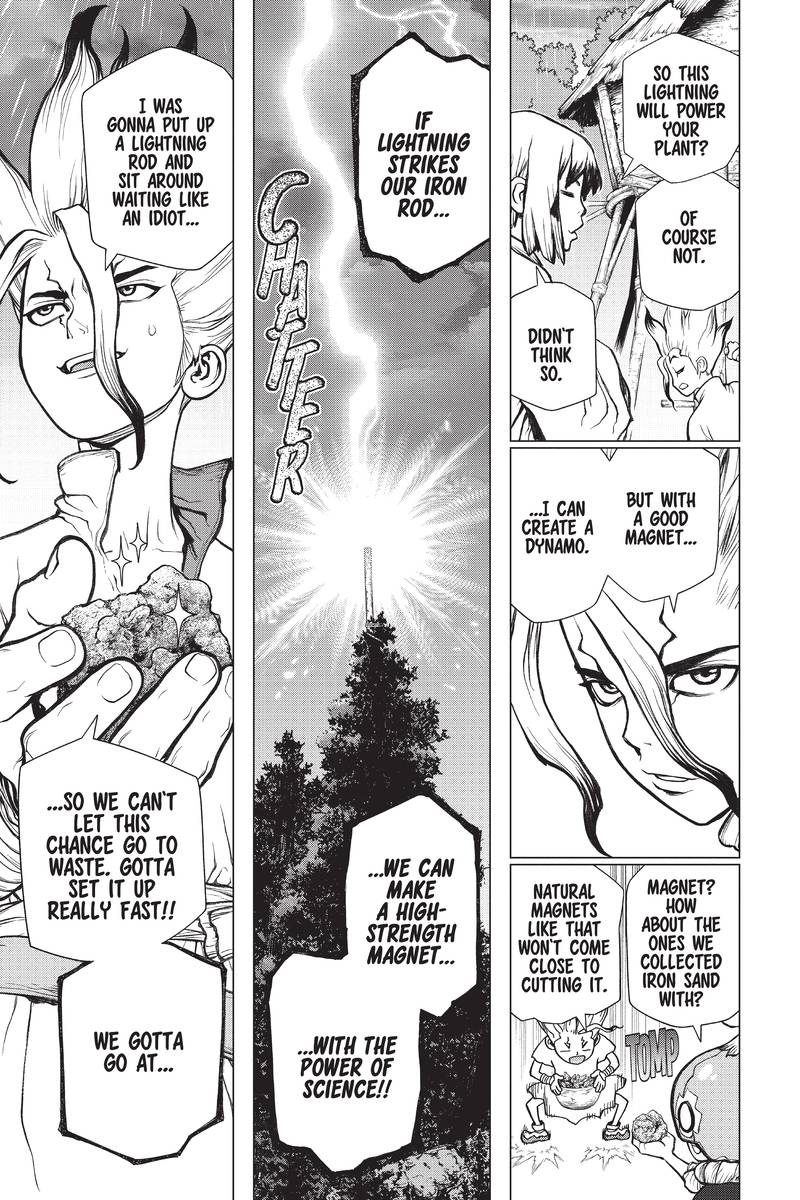 SO THIS
LIGHTNING
WILL POWER
YOUR
PLANT?
OF
COURSE
NOT.
DIDN'T
THINK
SO.
BUT WITH
A GOOD
MAGNET...
...I CAN
CREATE A
DYNAMO.
MAGNET?
HOW
ABOUT THE
ONES WE
COLLECTED
IRON SAND
WITH?
NATURAL
MAGNETS
LIKE THAT
WON'T COME
CLOSE TO
CUTTING IT.
TOMP
IF
LIGHTNING
STRIKES
OUR IRON
ROD...
CHATTER
...WE CAN
MAKE
A HIGH-
STRENGTH
MAGNET...
...WITH THE
POWER OF
SCIENCE!!
I WAS
GONNA PUT UP
A LIGHTNING
ROD AND
SIT AROUND
WAITING LIKE
AN IDIOT...
...SO WE CAN'T
LET THIS
CHANCE GO TO
WASTE. GOTTA
SET IT UP
REALLY FAST!!
WE GOTTA
GO AT...